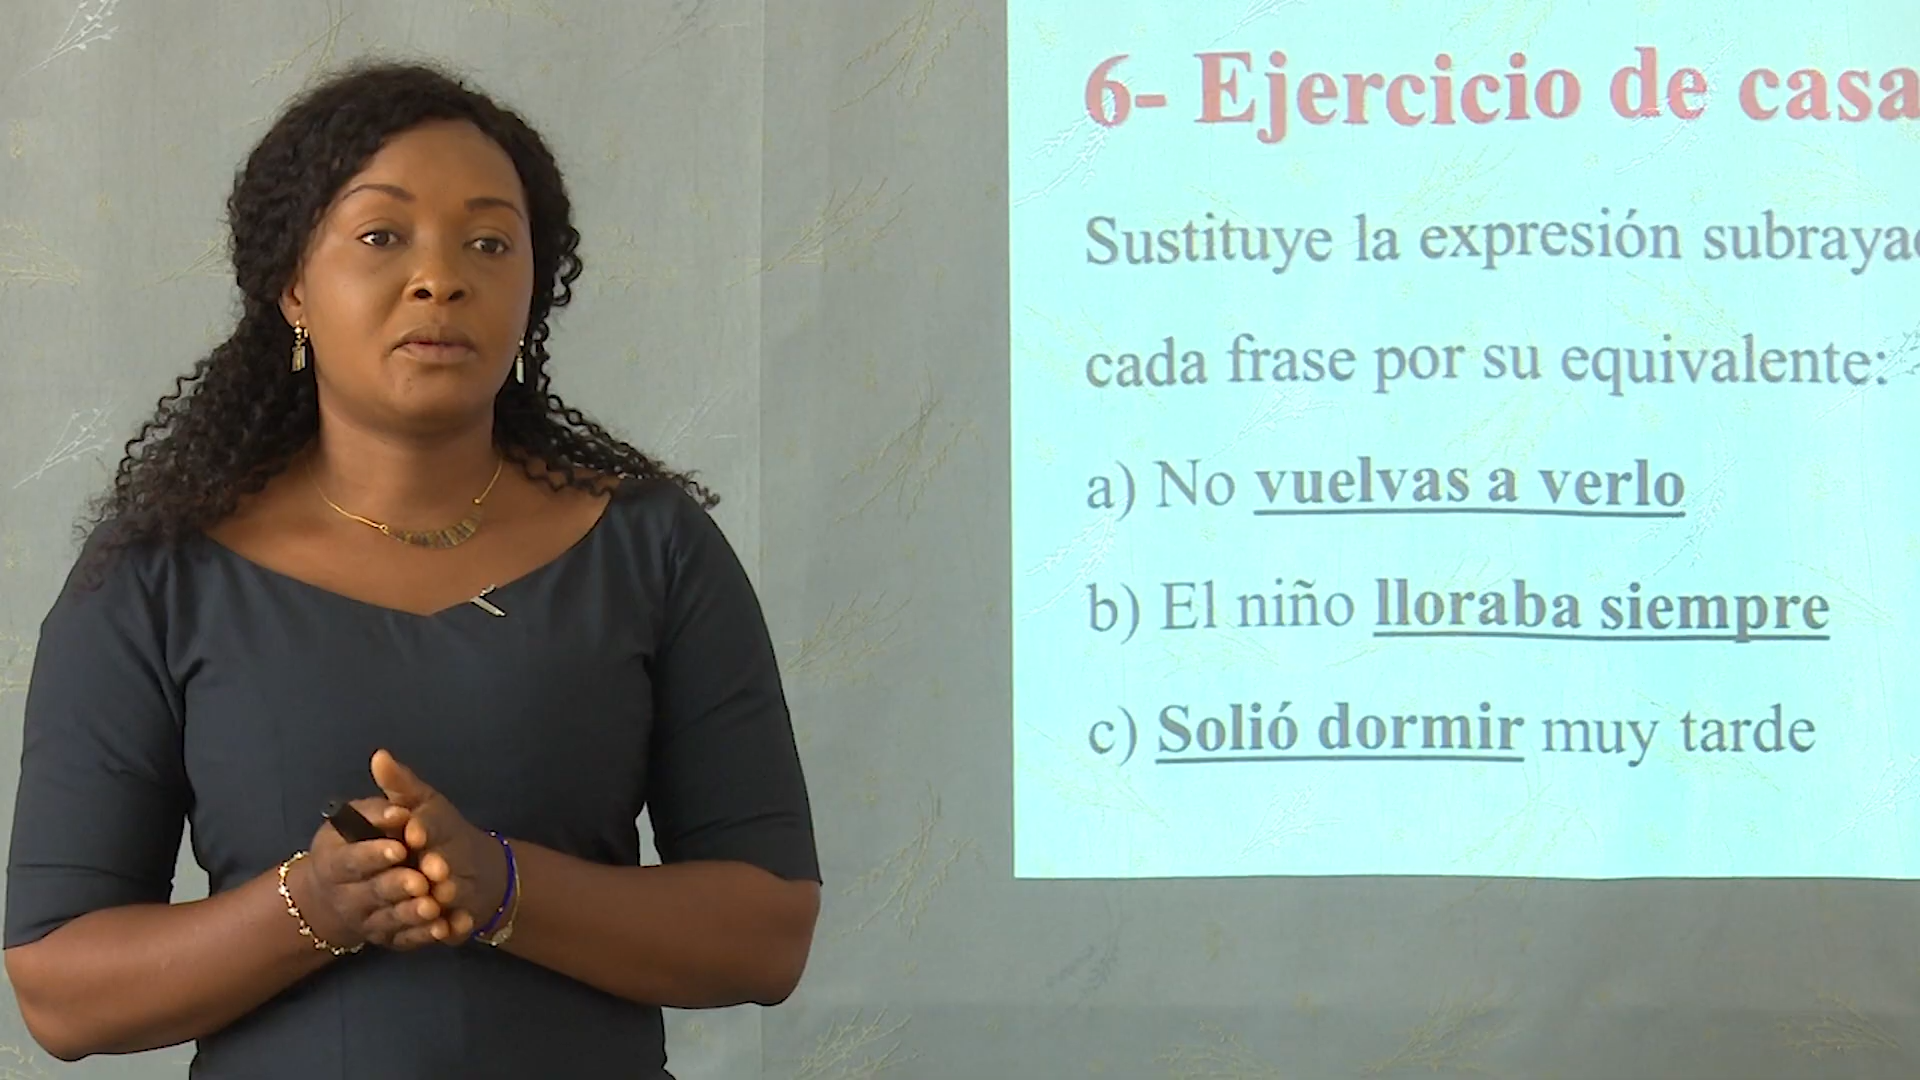 6- Ejercicio de casa
Sustituye la expresión
cada frase por su equivalente:
a) No vuelvas a verlo
b) El niño lloraba siempre
c) Solió dormir muy tarde